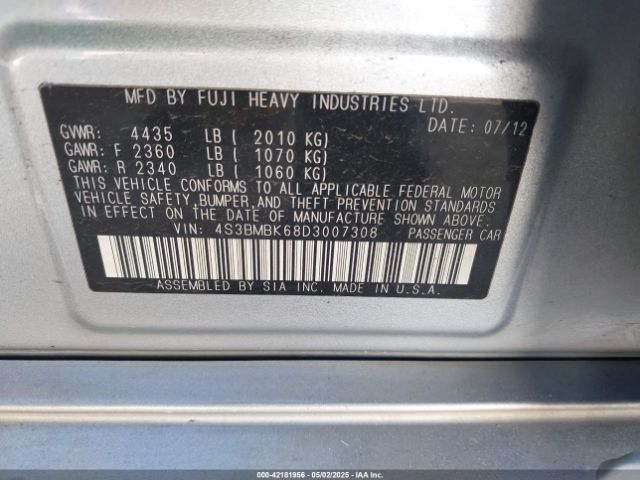 MFD BY FUJI HEAVY INDUSTRIES LTD.
DATE: 07/12
GVWR: 4435 LB ( 2010 KG)
GAWR: F 2360 LB ( 1070 KG)
GAWR: R 2340 LB ( 1060 KG)
THIS VEHICLE CONFORMS TO ALL APPLICABLE FEDERAL MOTOR
VEHICLE SAFETY,BUMPER,AND THEFT PREVENTION STANDARDS
IN EFFECT ON THE DATE OF MANUFACTURE SHOWN ABOVE.
VIN: 4S3BMBK68D3007308 PASSENGER CAR
ASSEMBLED BY SIA INC. MADE IN U.S.A.
000-42181956 - 05/02/2025 - IAAI.COM